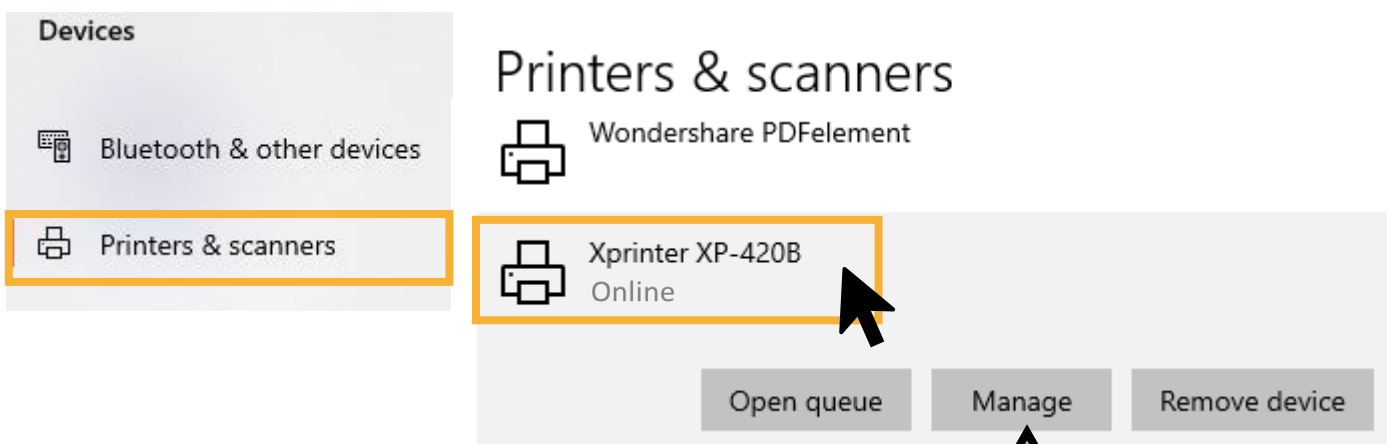 Devices
Bluetooth & other devices
Printers & scanners
Printers & scanners
Wondershare PDFelement
Xprinter XP-420B
Online
Open queue
Manage
Remove device